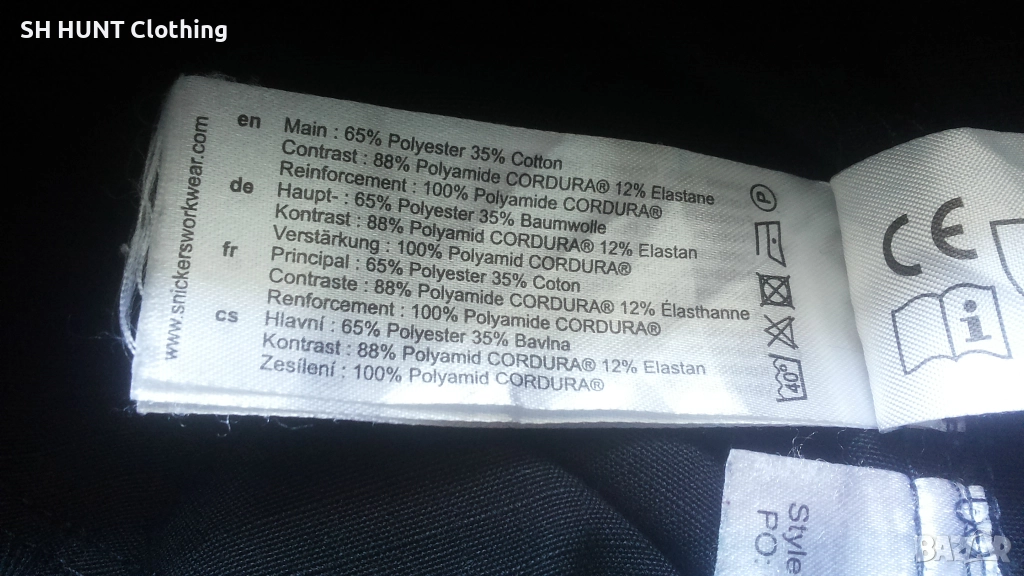 SH HUNT Clothing
www.snickersworkwear.com
en Main : 65% Polyester 35% Cotton
Contrast : 88% Polyamide CORDURA® 12% Elastane
Reinforcement : 100% Polyamide CORDURA®
de Haupt- : 65% Polyester 35% Baumwolle
Kontrast : 88% Polyamid CORDURA® 12% Elastan
Verstärkung : 100% Polyamid CORDURA®
fr Principal : 65% Polyester 35% Coton
Contraste : 88% Polyamide CORDURA® 12% Élasthanne
Renforcement : 100% Polyamide CORDURA®
cs Hlavní : 65% Polyester 35% Bavlna
Kontrast : 88% Polyamid CORDURA® 12% Elastan
Zesílení : 100% Polyamid CORDURA®
P
40°
CE
i
Style
PO:
BAZAR